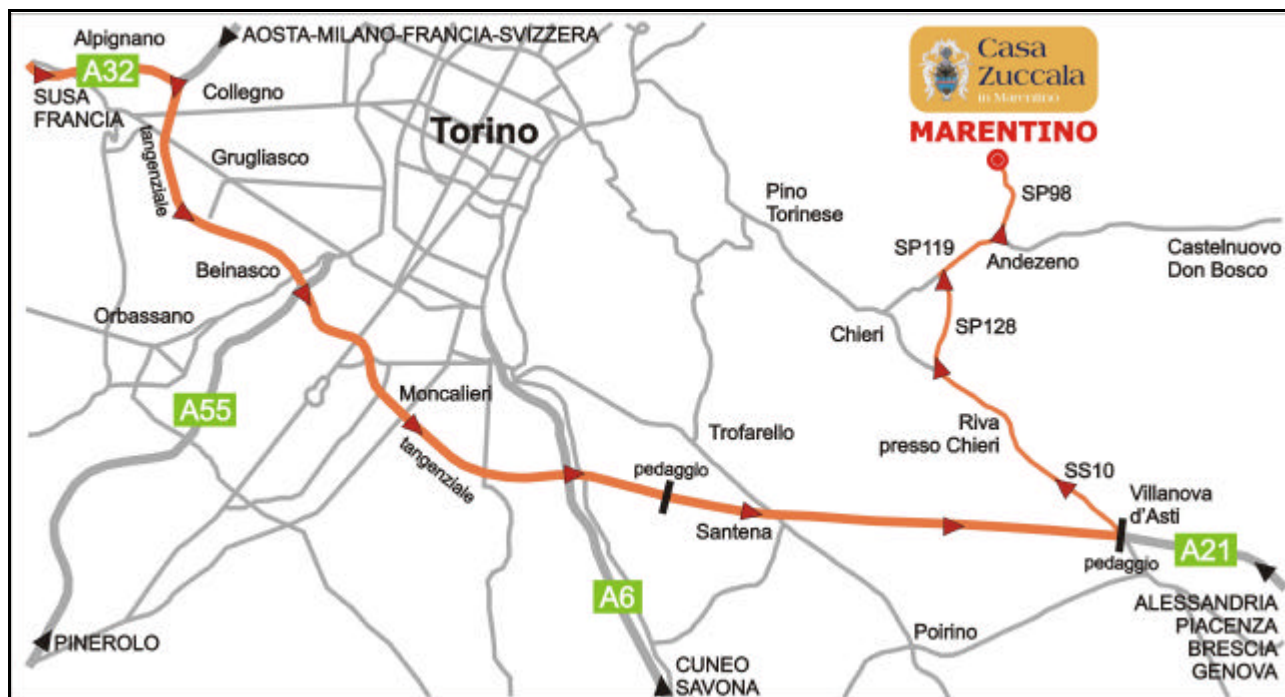 Alpignano
AOSTA-MILANO-FRANCIA-SVIZZERA
A32
SUSA
FRANCIA
Collegno
Torino
tangenziale
Grugliasco
Beinasco
Orbassano
A55
Moncalieri
tangenziale
PINEROLO
Casa
Zuccala
in Marentino
MARENTINO
SP98
Pino
Torinese
SP119
Andezeno
Castelnuovo
Don Bosco
Chieri
SP128
Trofarello
Riva
presso Chieri
SS10
pedaggio
Santena
Villanova
d'Asti
pedaggio
A21
A6
Poirino
CUNEO
SAVONA
ALESSANDRIA
PIACENZA
BRESCIA
GENOVA